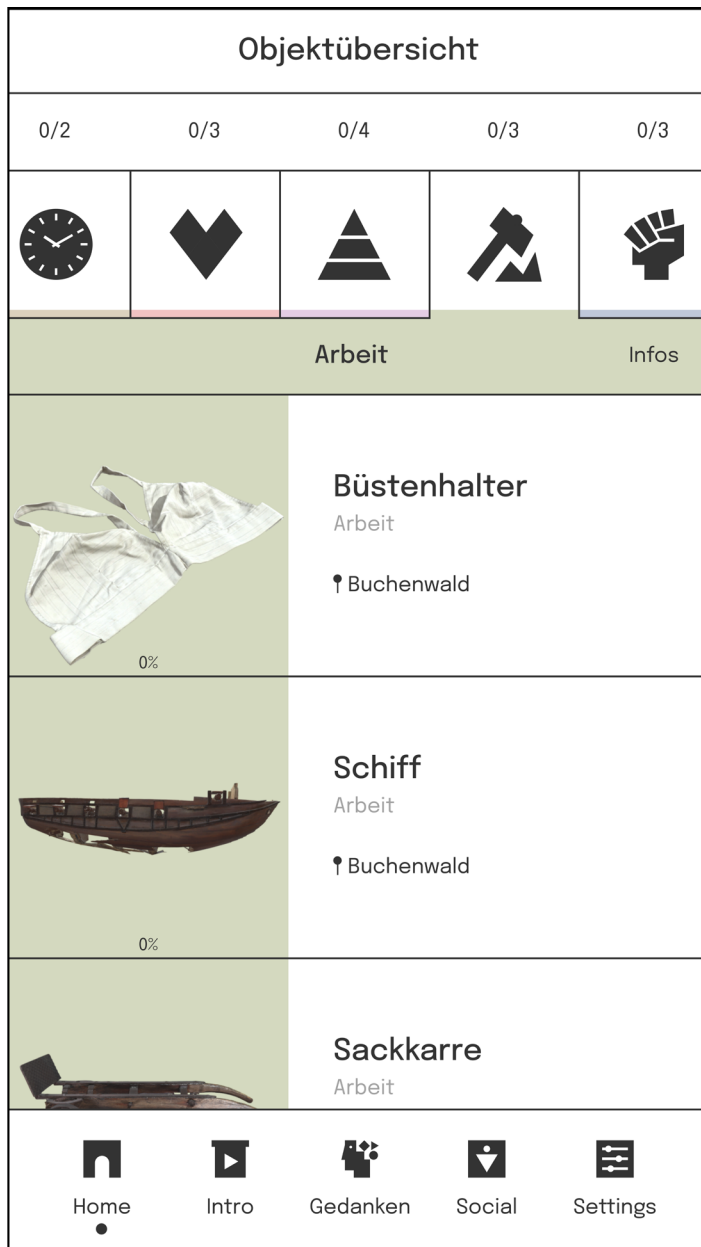 Objektübersicht
0/2 0/3 0/4 0/3 0/3
Arbeit Infos
Büstenhalter
Arbeit
Buchenwald
0%
Schiff
Arbeit
Buchenwald
0%
Sackkarre
Arbeit
Home Intro Gedanken Social Settings